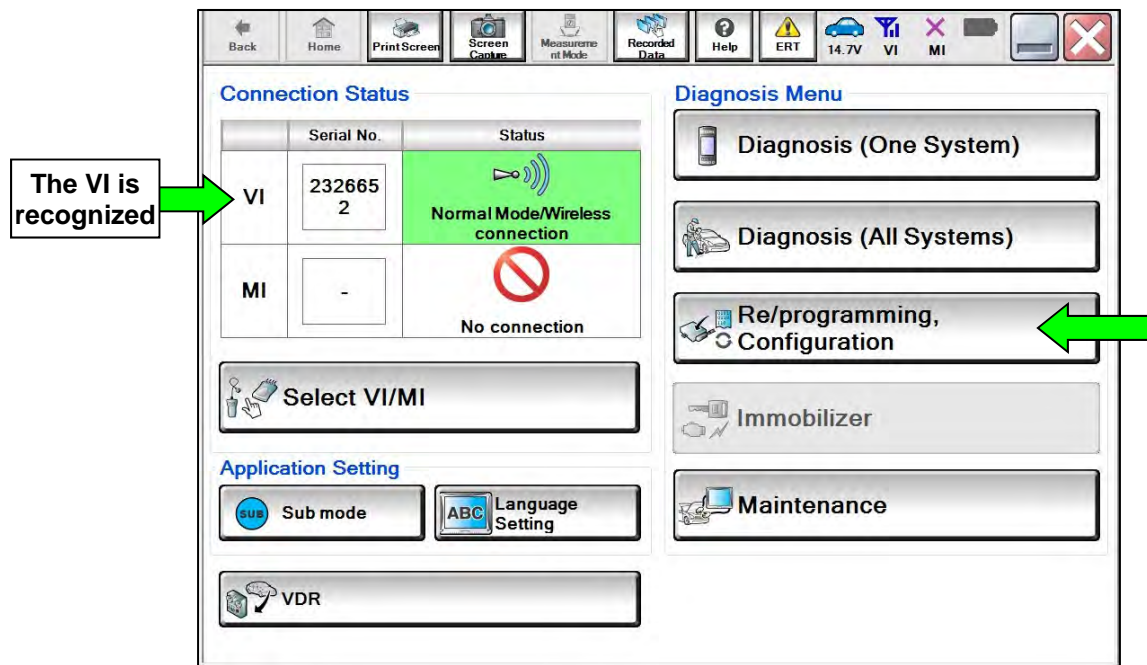 Back
Home
Print Screen
Screen
Capture
Measureme
nt Mode
Recorded
Data
Help
ERT
14.7V
VI
MI
Connection Status
Serial No.
Status
VI
232665
2
Normal Mode/Wireless
connection
MI
-
No connection
Select VI/MI
Application Setting
SUB
Sub mode
ABC
Language
Setting
VDR
Diagnosis Menu
Diagnosis (One System)
Diagnosis (All Systems)
Re/programming,
Configuration
Immobilizer
Maintenance
The VI is
recognized